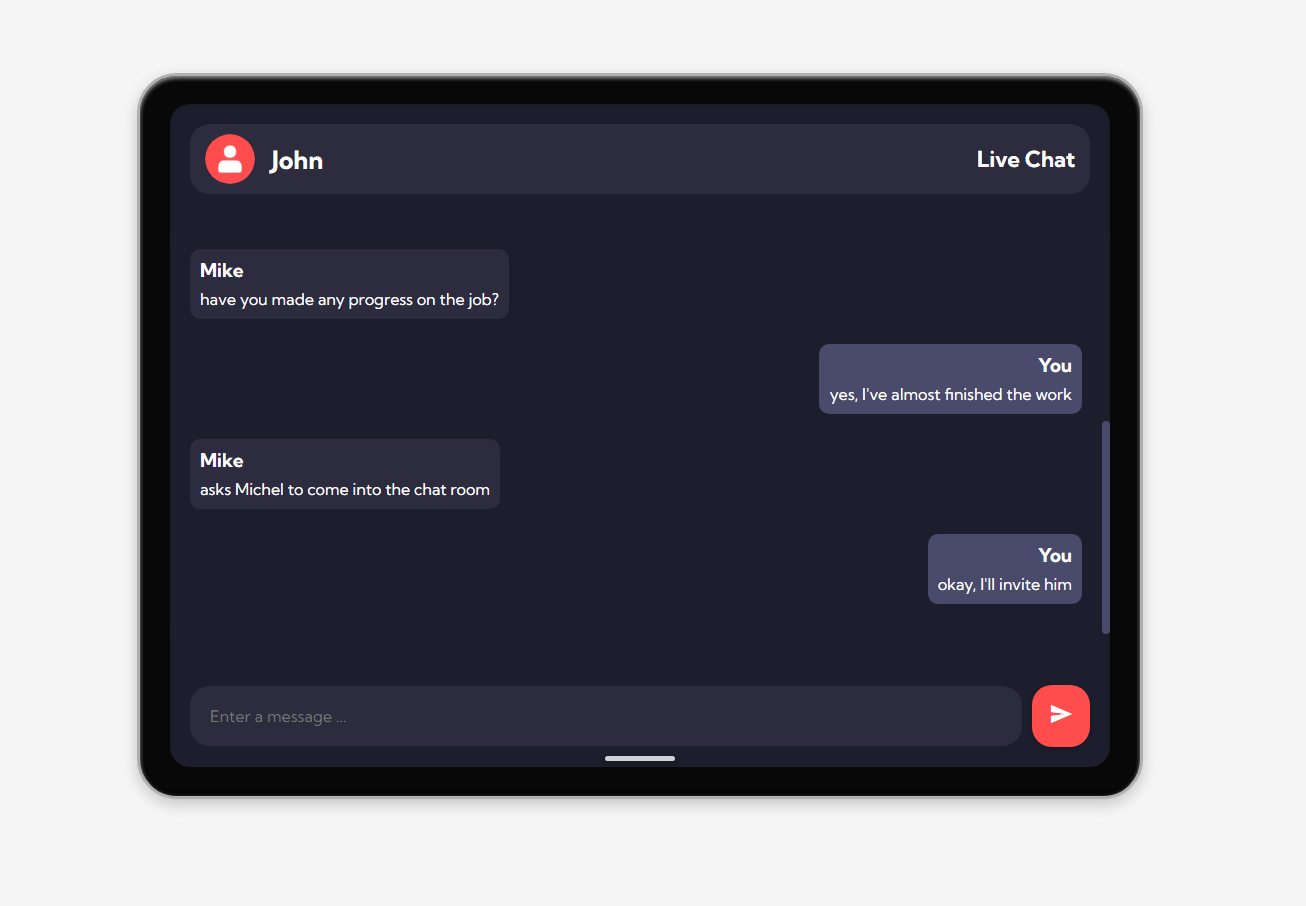 John
Live Chat
Mike
have you made any progress on the job?
You
yes, I've almost finished the work
Mike
asks Michel to come into the chat room
You
okay, I'll invite him
Enter a message ...